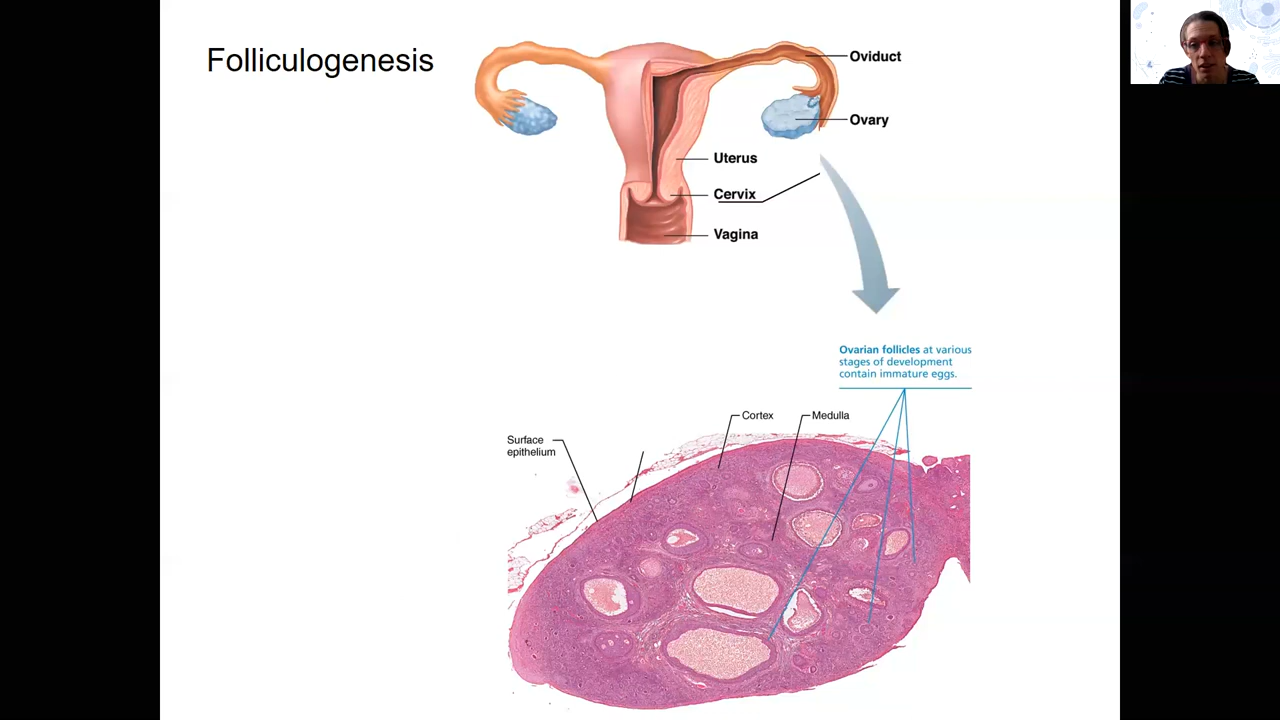 Folliculogenesis
Oviduct
Ovary
Uterus
Cervix
Vagina
Ovarian follicles at various
stages of development
contain immature eggs.
Cortex
Medulla
Surface
epithelium